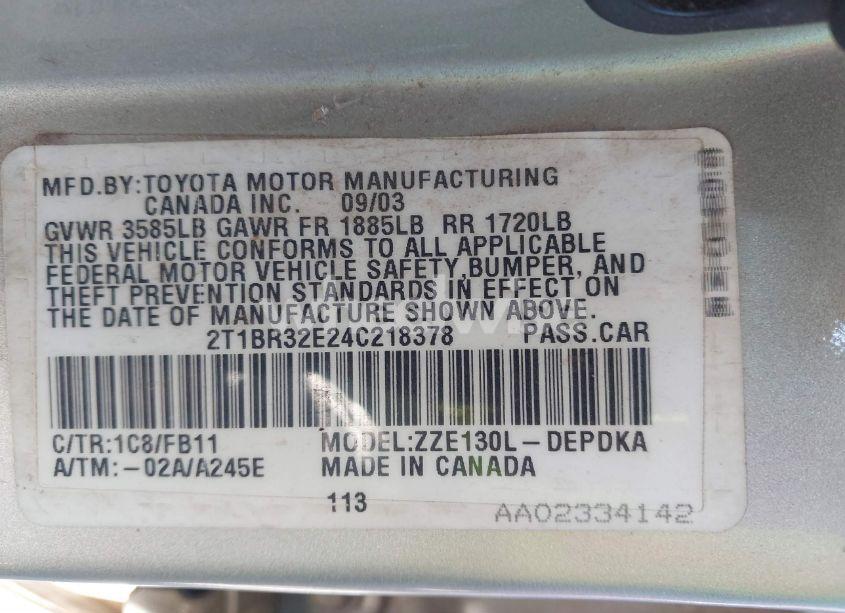 MFD.BY:TOYOTA MOTOR MANUFACTURING
CANADA INC. 09/03
GVWR 3585LB GAWR FR 1885LB RR 1720LB
THIS VEHICLE CONFORMS TO ALL APPLICABLE
FEDERAL MOTOR VEHICLE SAFETY,BUMPER, AND
THEFT PREVENTION STANDARDS IN EFFECT ON
THE DATE OF MANUFACTURE SHOWN ABOVE.
2T1BR32E24C218378 PASS.CAR
C/TR:1C8/FB11 MODEL:ZZE130L-DEPDKA
A/TM:-02A/A245E MADE IN CANADA
113
AA02334142